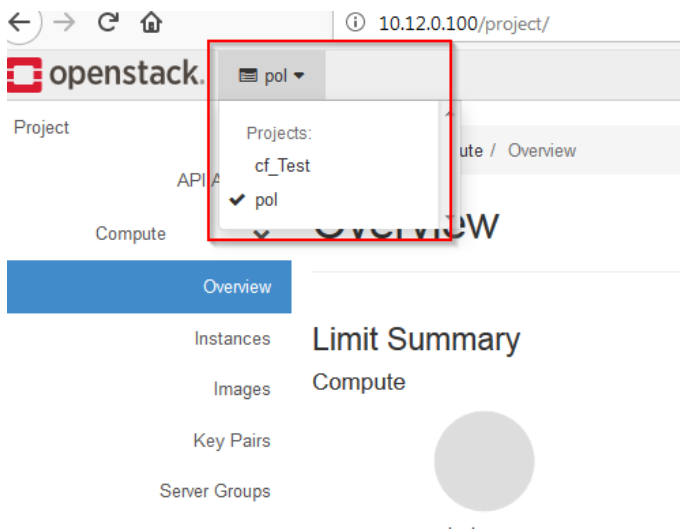 10.12.0.100/project/
openstack.
pol
Project
Projects:
cf_Test
pol
ute / Overview
API A
Compute
Overview
Overview
Instances
Limit Summary
Images
Compute
Key Pairs
Server Groups